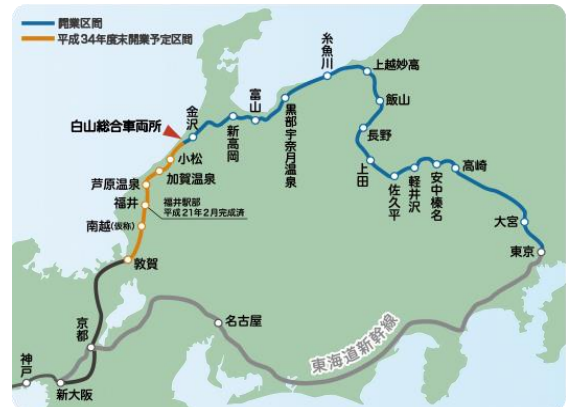 開業区間
平成34年度末開業予定区間
糸魚川
上越妙高
飯山
富山
黒部宇奈月温泉
金沢
新高岡
白山総合車両所
長野
上田
佐久平
軽井沢
安中榛名
高崎
小松
加賀温泉
芦原温泉
福井
福井駅部
平成21年2月完成済
南越(仮称)
大宮
東京
敦賀
京都
名古屋
東海道新幹線
神戸
新大阪